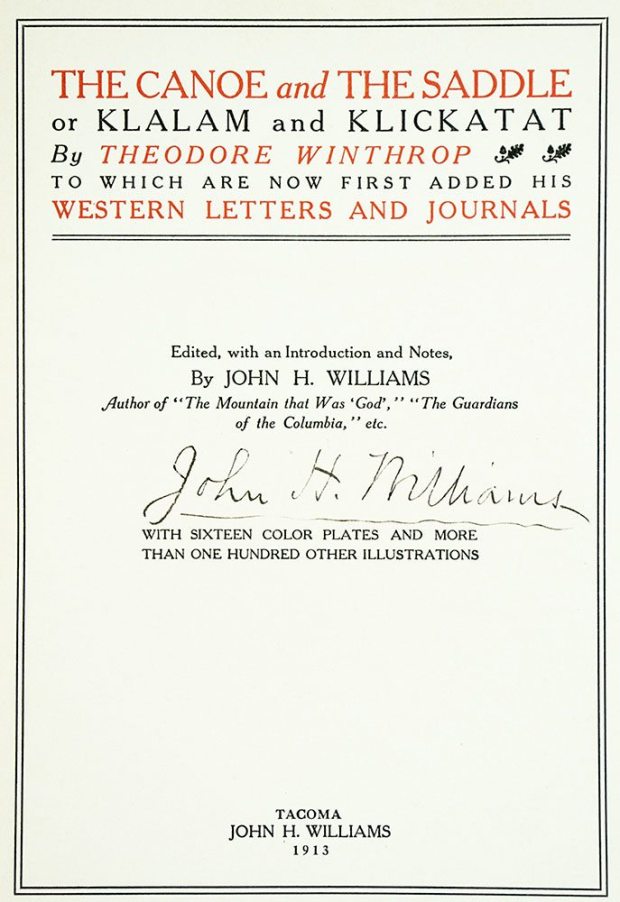 THE CANOE and THE SADDLE
or KLALAM and KLICKATAT
By THEODORE WINTHROP
TO WHICH ARE NOW FIRST ADDED HIS
WESTERN LETTERS AND JOURNALS
Edited, with an Introduction and Notes,
By JOHN H. WILLIAMS
Author of “The Mountain that Was ‘God’,” “The Guardians
of the Columbia,” etc.
John H. Williams
WITH SIXTEEN COLOR PLATES AND MORE
THAN ONE HUNDRED OTHER ILLUSTRATIONS
TACOMA
JOHN H. WILLIAMS
1913